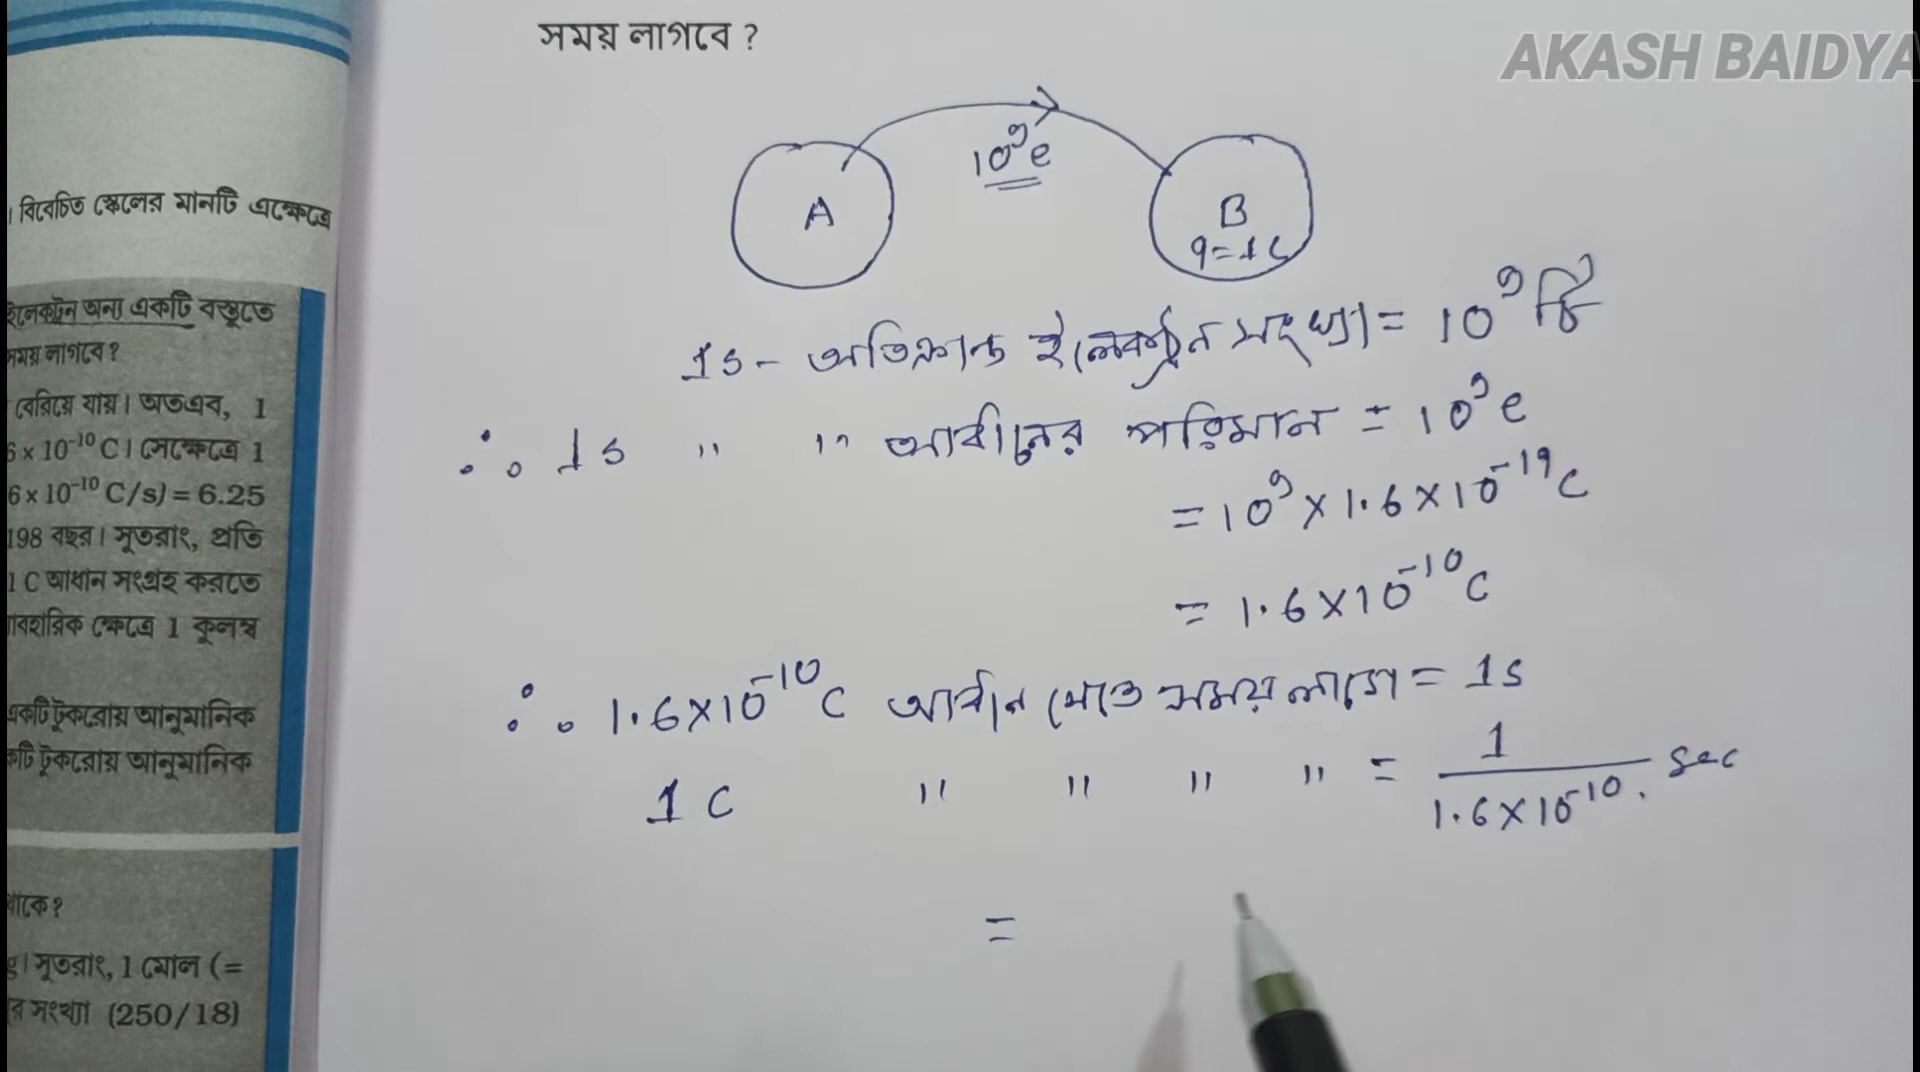 সময় লাগবে ?
AKASH BAIDYA
। বিবেচিত স্কেলের মানটি এক্ষেত্রে
ইলেকট্রন অন্য একটি বস্তুতে
সময় লাগবে ?
বেরিয়ে যায়। অতএব, 1
6 × 10⁻¹⁰ C। সেক্ষেত্রে 1
6 × 10⁻¹⁰ C/s) = 6.25
198 বছর। সুতরাং, প্রতি
1 C আধান সংগ্রহ করতে
ব্যবহারিক ক্ষেত্রে 1 কুলম্ব
একটি টুকরোয় আনুমানিক
একটি টুকরোয় আনুমানিক
থাকে ?
g। সুতরাং, 1 মোল (=
র সংখ্যা (250/18)
10⁹e
A
B
q = 1 C
1s - অতিক্রান্ত ইলেকট্রন সংখ্যা = 10⁹ টি
∴ 1s " " আধানের পরিমান = 10⁹e
= 10⁹ × 1.6 × 10⁻¹⁹ C
= 1.6 × 10⁻¹⁰ C
∴ 1.6 × 10⁻¹⁰ C আধান যেতে সময় লাগে = 1s
1 C " " " " = 1 / 1.6 × 10⁻¹⁰ . sec
=